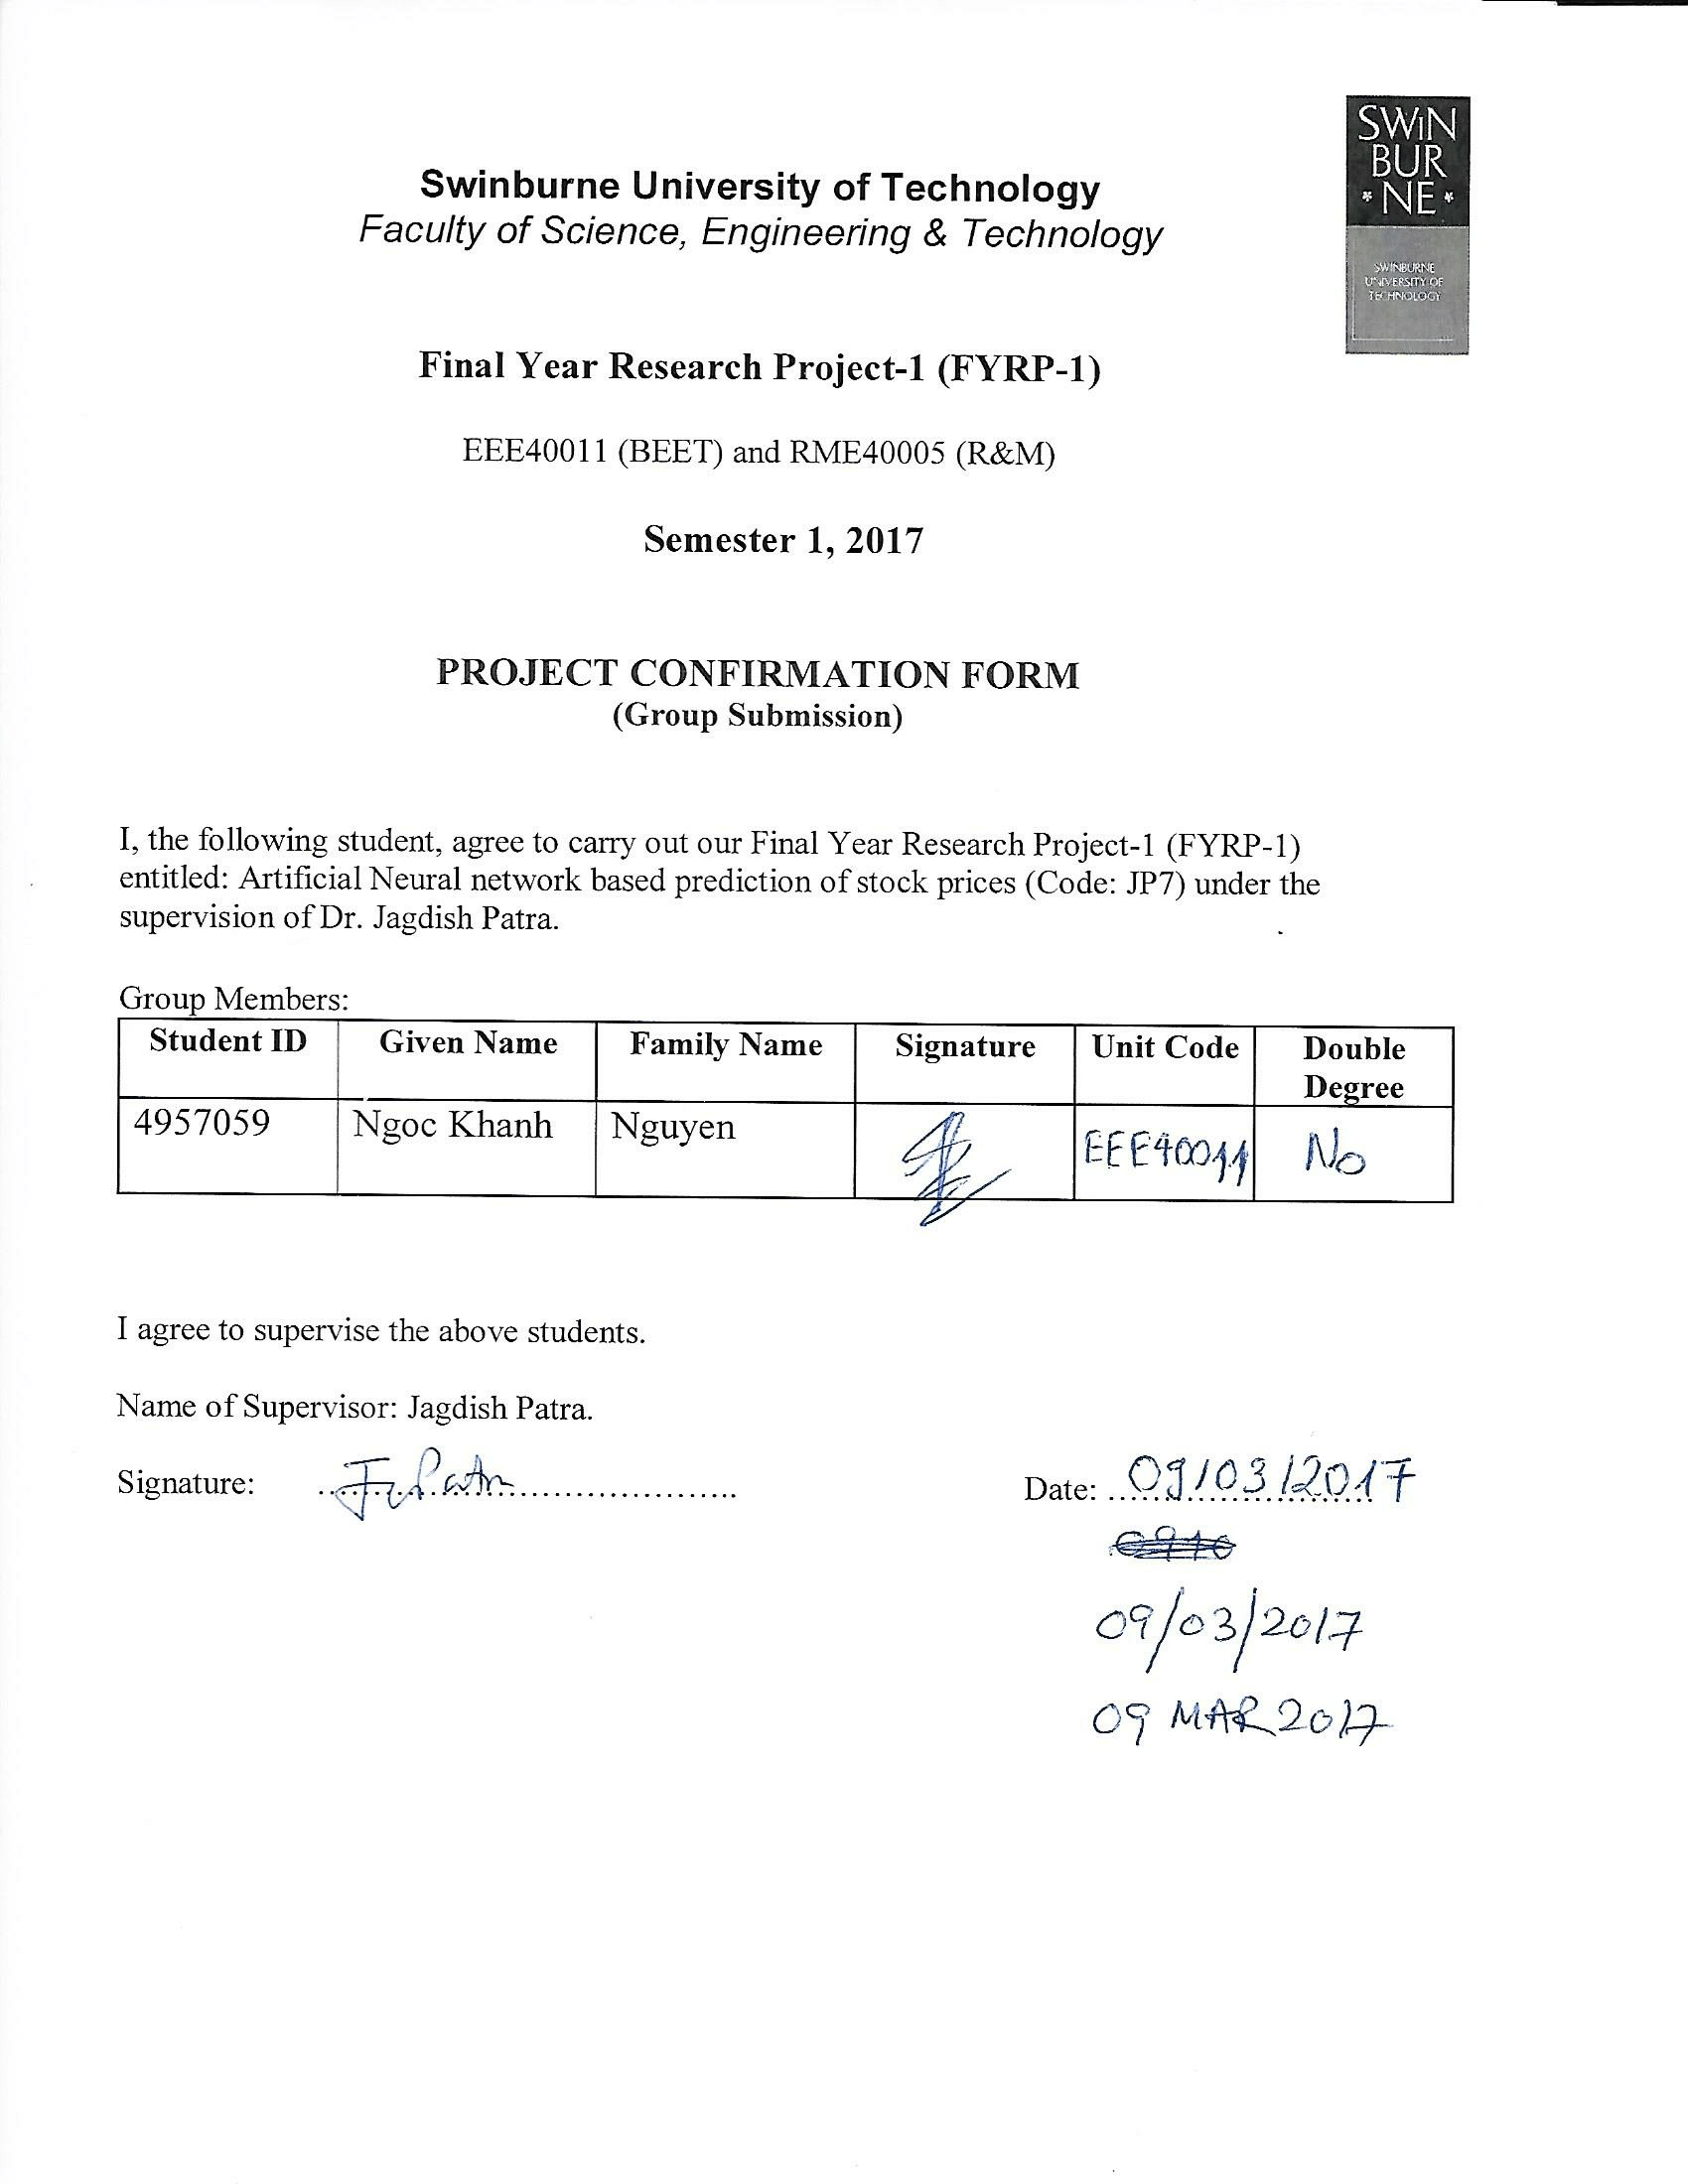 SWIN
BUR
* NE *
SWINBURNE
UNIVERSITY OF
TECHNOLOGY
Swinburne University of Technology
Faculty of Science, Engineering & Technology
Final Year Research Project-1 (FYRP-1)
EEE40011 (BEET) and RME40005 (R&M)
Semester 1, 2017
PROJECT CONFIRMATION FORM
(Group Submission)
I, the following student, agree to carry out our Final Year Research Project-1 (FYRP-1)
entitled: Artificial Neural network based prediction of stock prices (Code: JP7) under the
supervision of Dr. Jagdish Patra.
Group Members:
Student ID Given Name Family Name Signature Unit Code Double Degree
4957059 Ngoc Khanh Nguyen EEE40011 No
I agree to supervise the above students.
Name of Supervisor: Jagdish Patra.
Signature: Date: 09/03/2017
09/03/2017
09 MAR 2017